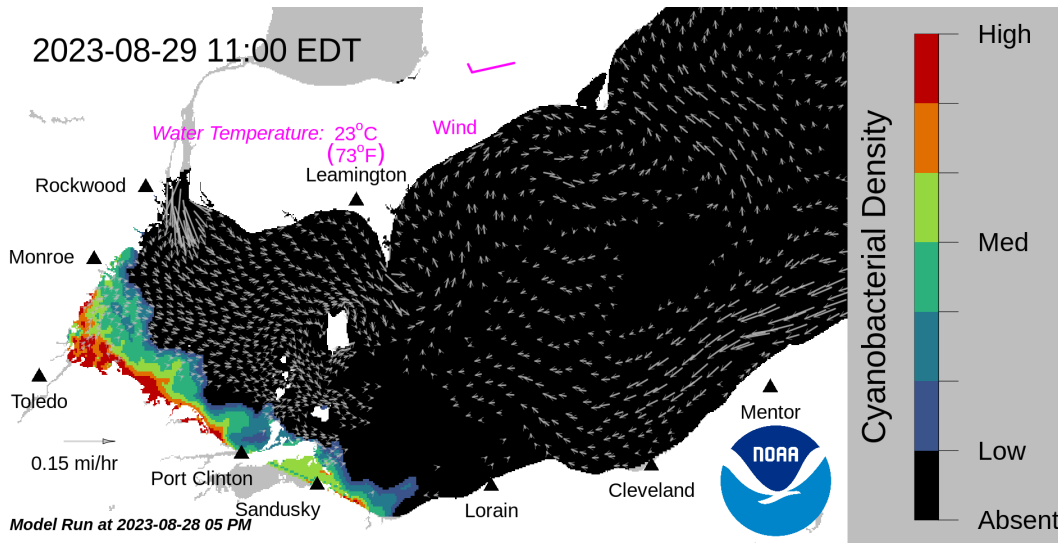 2023-08-29 11:00 EDT
High
Wind
Water Temperature: 23°C
(73°F)
Leamington
Rockwood
Monroe
Med
Cyanobacterial Density
Toledo
Mentor
0.15 mi/hr
NOAA
Low
Port Clinton
Cleveland
Sandusky
Lorain
Absent
Model Run at 2023-08-28 05 PM